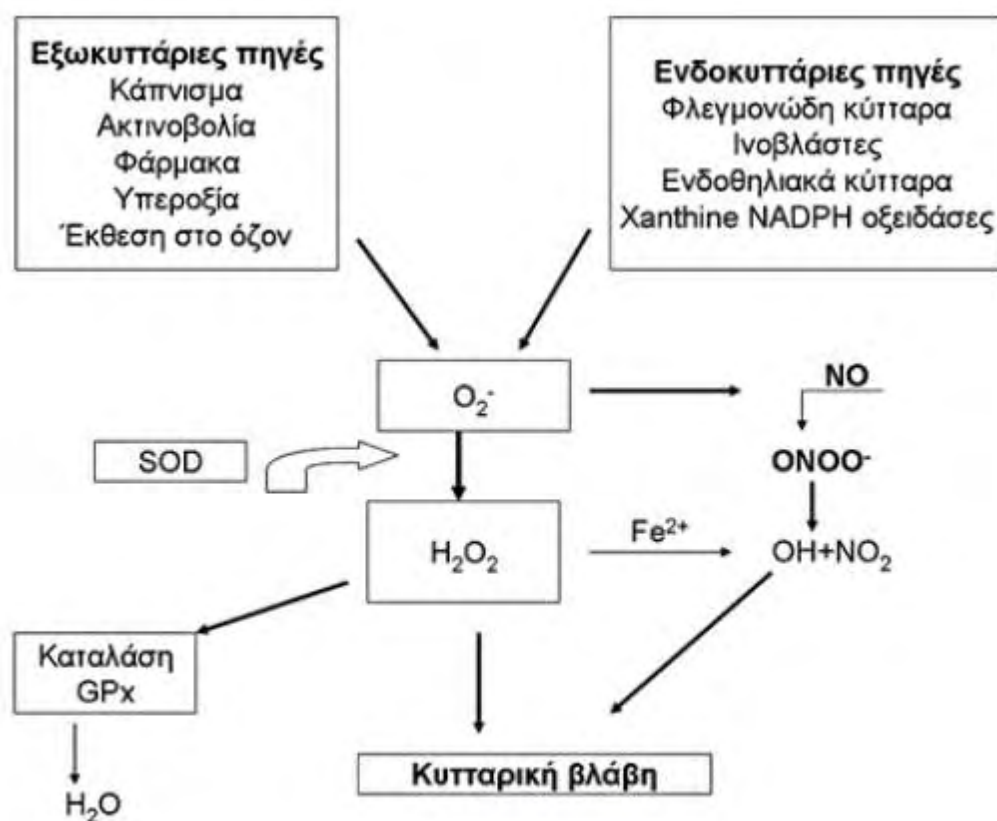 Εξωκυττάριες πηγές
Κάπνισμα
Ακτινοβολία
Φάρμακα
Υπεροξία
Έκθεση στο όζον
Ενδοκυττάριες πηγές
Φλεγμονώδη κύτταρα
Ινοβλάστες
Ενδοθηλιακά κύτταρα
Xanthine NADPH οξειδάσες
O₂⁻
NO
SOD
ONOO⁻
H₂O₂
Fe²⁺
OH+NO₂
Καταλάση
GPx
Κυτταρική βλάβη
H₂O